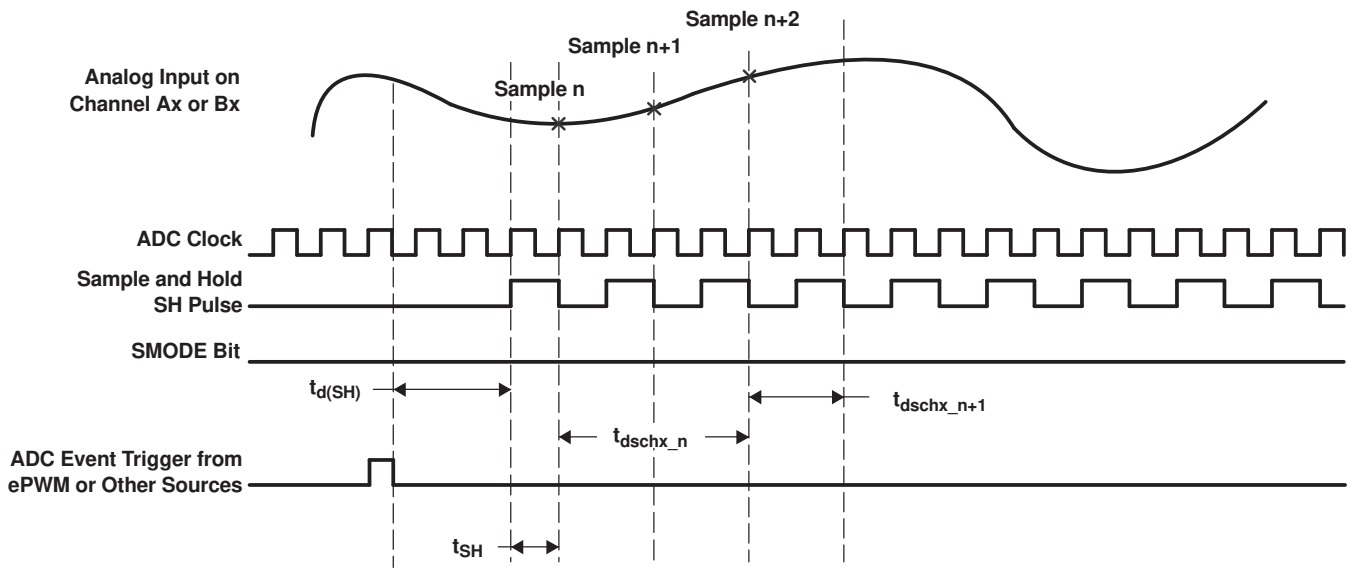 Sample n+2
Sample n+1
Analog Input on
Channel Ax or Bx
Sample n
ADC Clock
Sample and Hold
SH Pulse
SMODE Bit
td(SH)
tdschx_n+1
tdschx_n
ADC Event Trigger from
ePWM or Other Sources
tSH